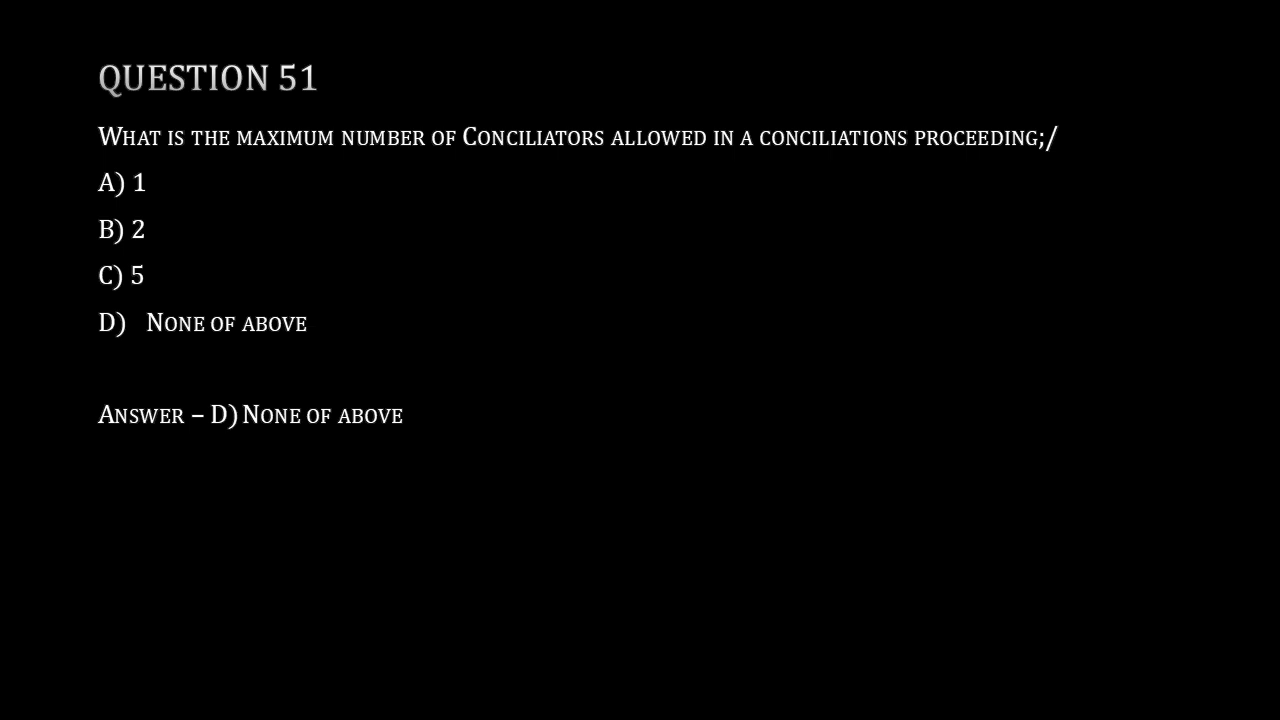 QUESTION 51
What is the maximum number of Conciliators allowed in a conciliations proceeding;/
A) 1
B) 2
C) 5
D) None of above
Answer – D) None of above